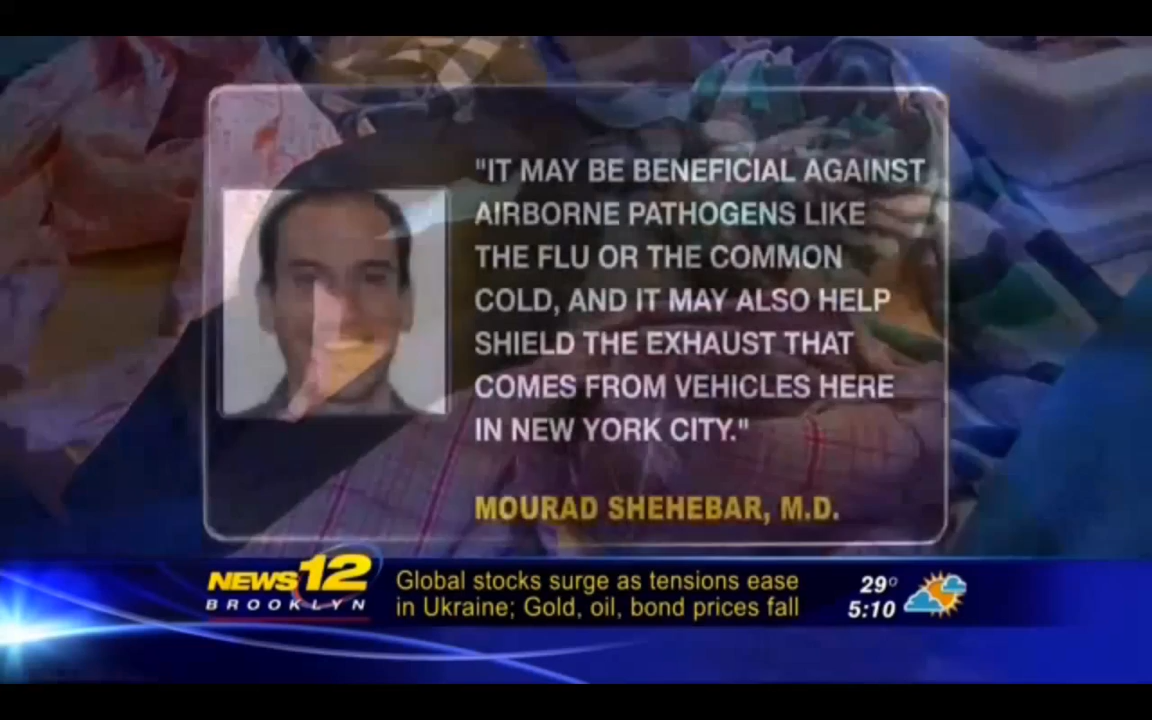 "IT MAY BE BENEFICIAL AGAINST
AIRBORNE PATHOGENS LIKE
THE FLU OR THE COMMON
COLD, AND IT MAY ALSO HELP
SHIELD THE EXHAUST THAT
COMES FROM VEHICLES HERE
IN NEW YORK CITY."
MOURAD SHEHEBAR, M.D.
NEWS 12
BROOKLYN
Global stocks surge as tensions ease
in Ukraine; Gold, oil, bond prices fall
29°
5:10